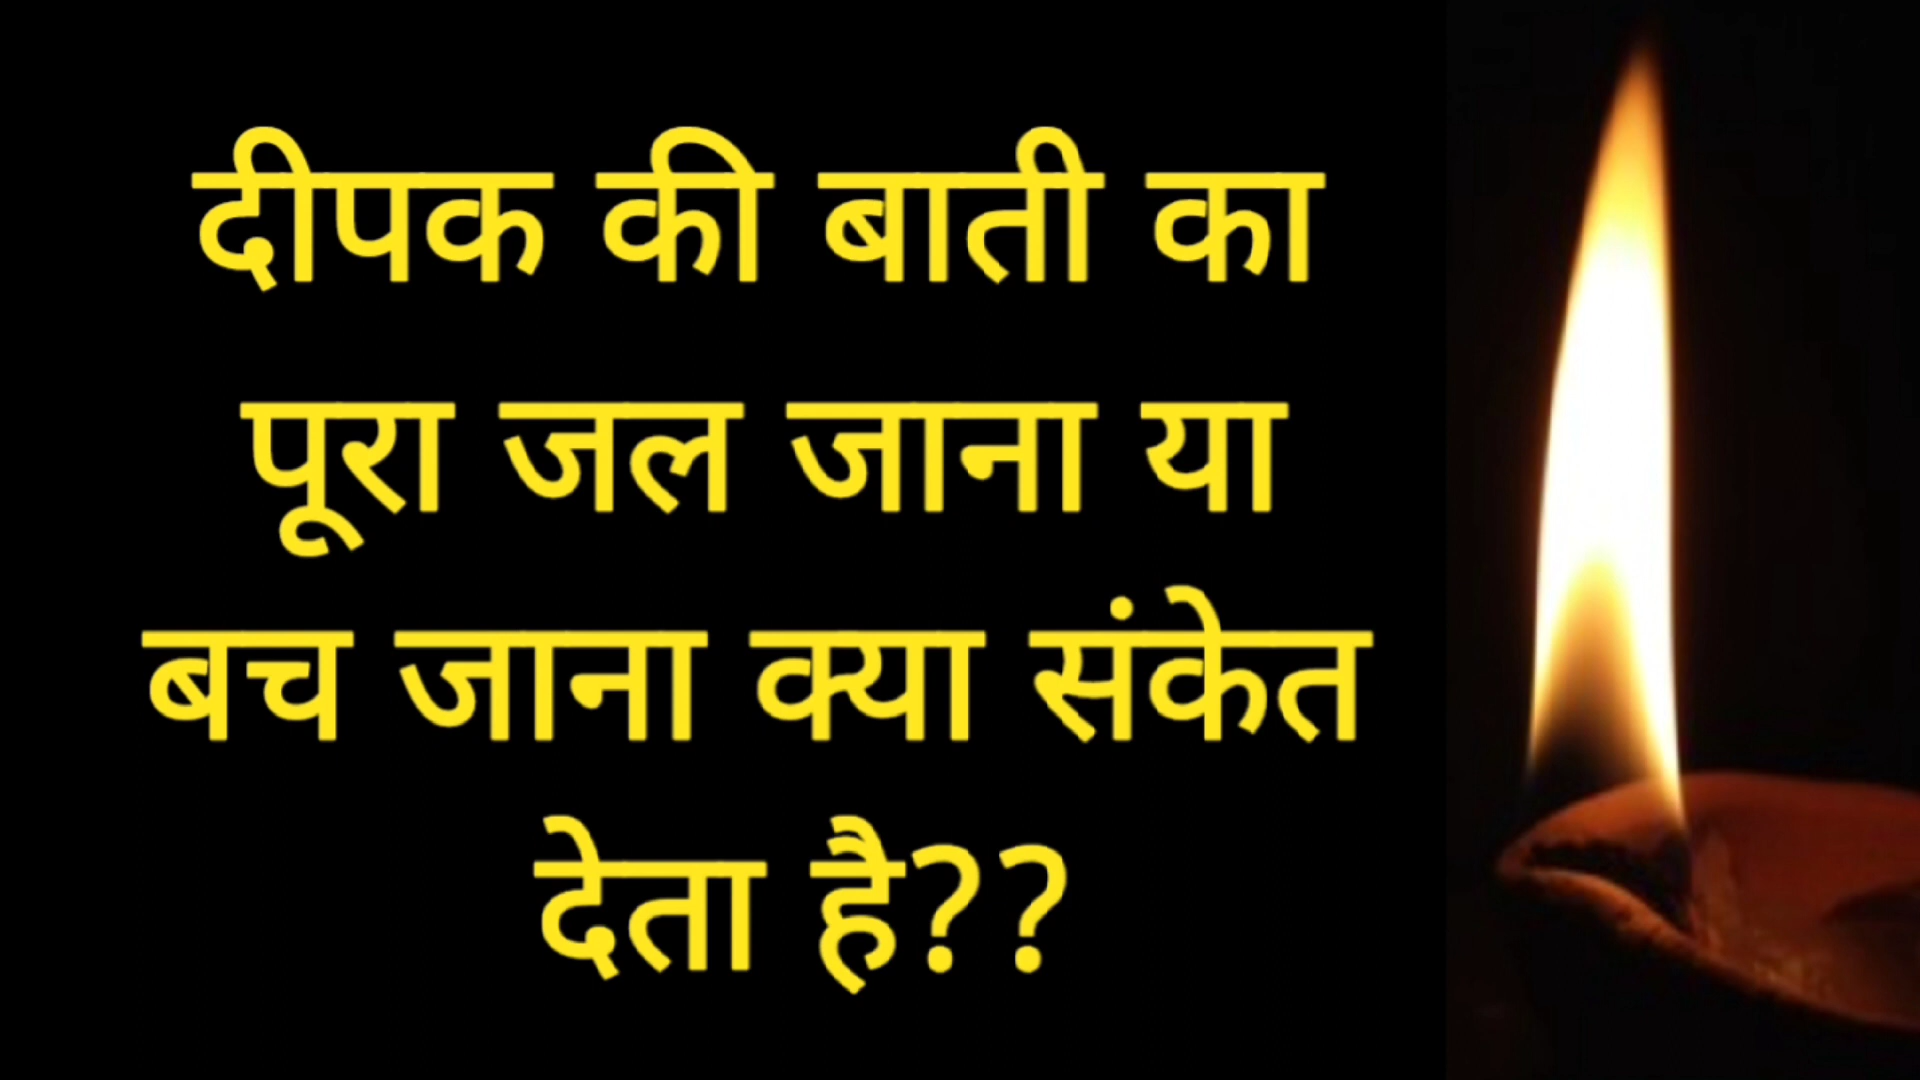 दीपक की बाती का
पूरा जल जाना या
बच जाना क्या संकेत
देता है??